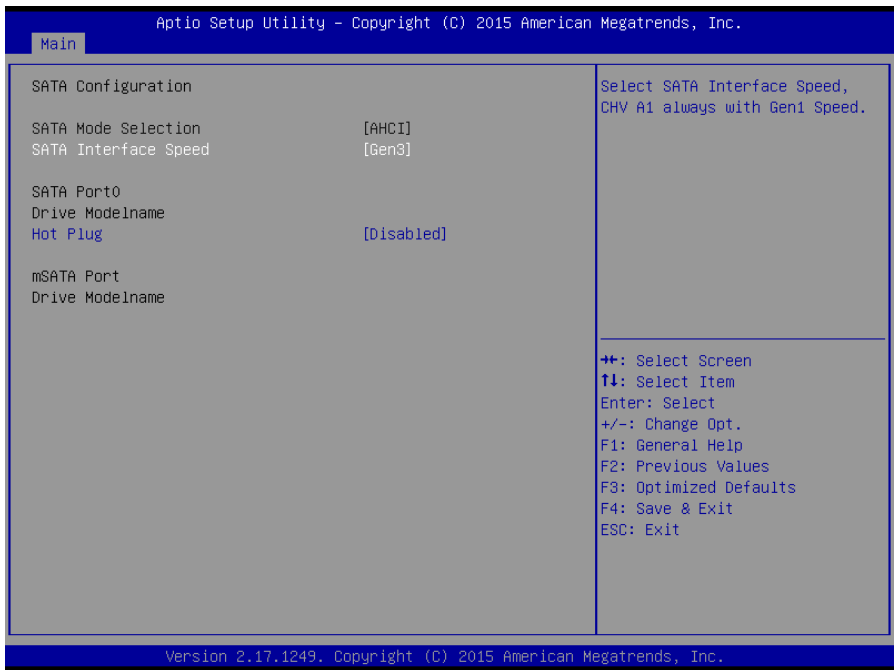 Aptio Setup Utility – Copyright (C) 2015 American Megatrends, Inc.
Main
SATA Configuration
SATA Mode Selection [AHCI]
SATA Interface Speed [Gen3]
SATA Port0
Drive Modelname
Hot Plug [Disabled]
mSATA Port
Drive Modelname
Select SATA Interface Speed,
CHV A1 always with Gen1 Speed.
→←: Select Screen
↑↓: Select Item
Enter: Select
+/-: Change Opt.
F1: General Help
F2: Previous Values
F3: Optimized Defaults
F4: Save & Exit
ESC: Exit
Version 2.17.1249. Copyright (C) 2015 American Megatrends, Inc.